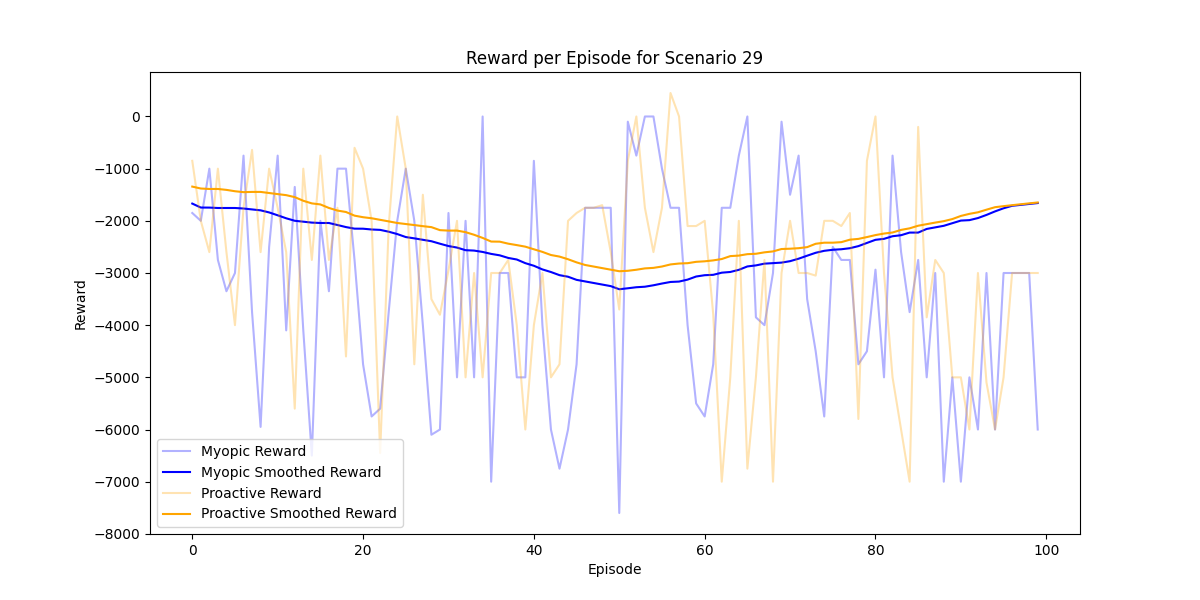 Reward per Episode for Scenario 29
Reward
0
−1000
−2000
−3000
−4000
−5000
−6000
−7000
−8000
Myopic Reward
Myopic Smoothed Reward
Proactive Reward
Proactive Smoothed Reward
0 20 40 60 80 100
Episode